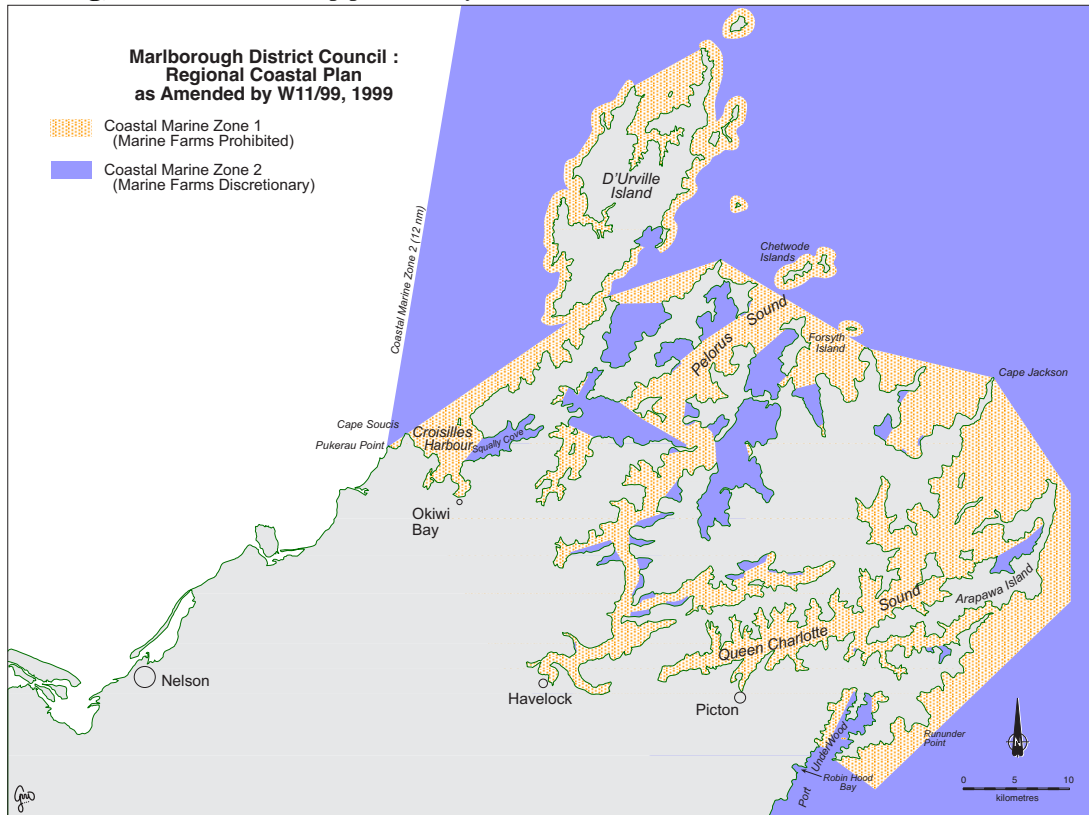 Marlborough District Council :
Regional Coastal Plan
as Amended by W11/99, 1999
Coastal Marine Zone 1
(Marine Farms Prohibited)
Coastal Marine Zone 2
(Marine Farms Discretionary)
D'Urville
Island
Coastal Marine Zone 2 (12 nm)
Chetwode
Islands
Pelorus Sound
Forsyth
Island
Cape Jackson
Cape Soucis
Pukerau Point
Croisilles
Harbour
Squally Cove
Okiwi
Bay
Arapawa Island
Queen Charlotte Sound
Nelson
Havelock
Picton
Port UnderWood
Rununder
Point
Robin Hood
Bay
N
0 5 10
kilometres